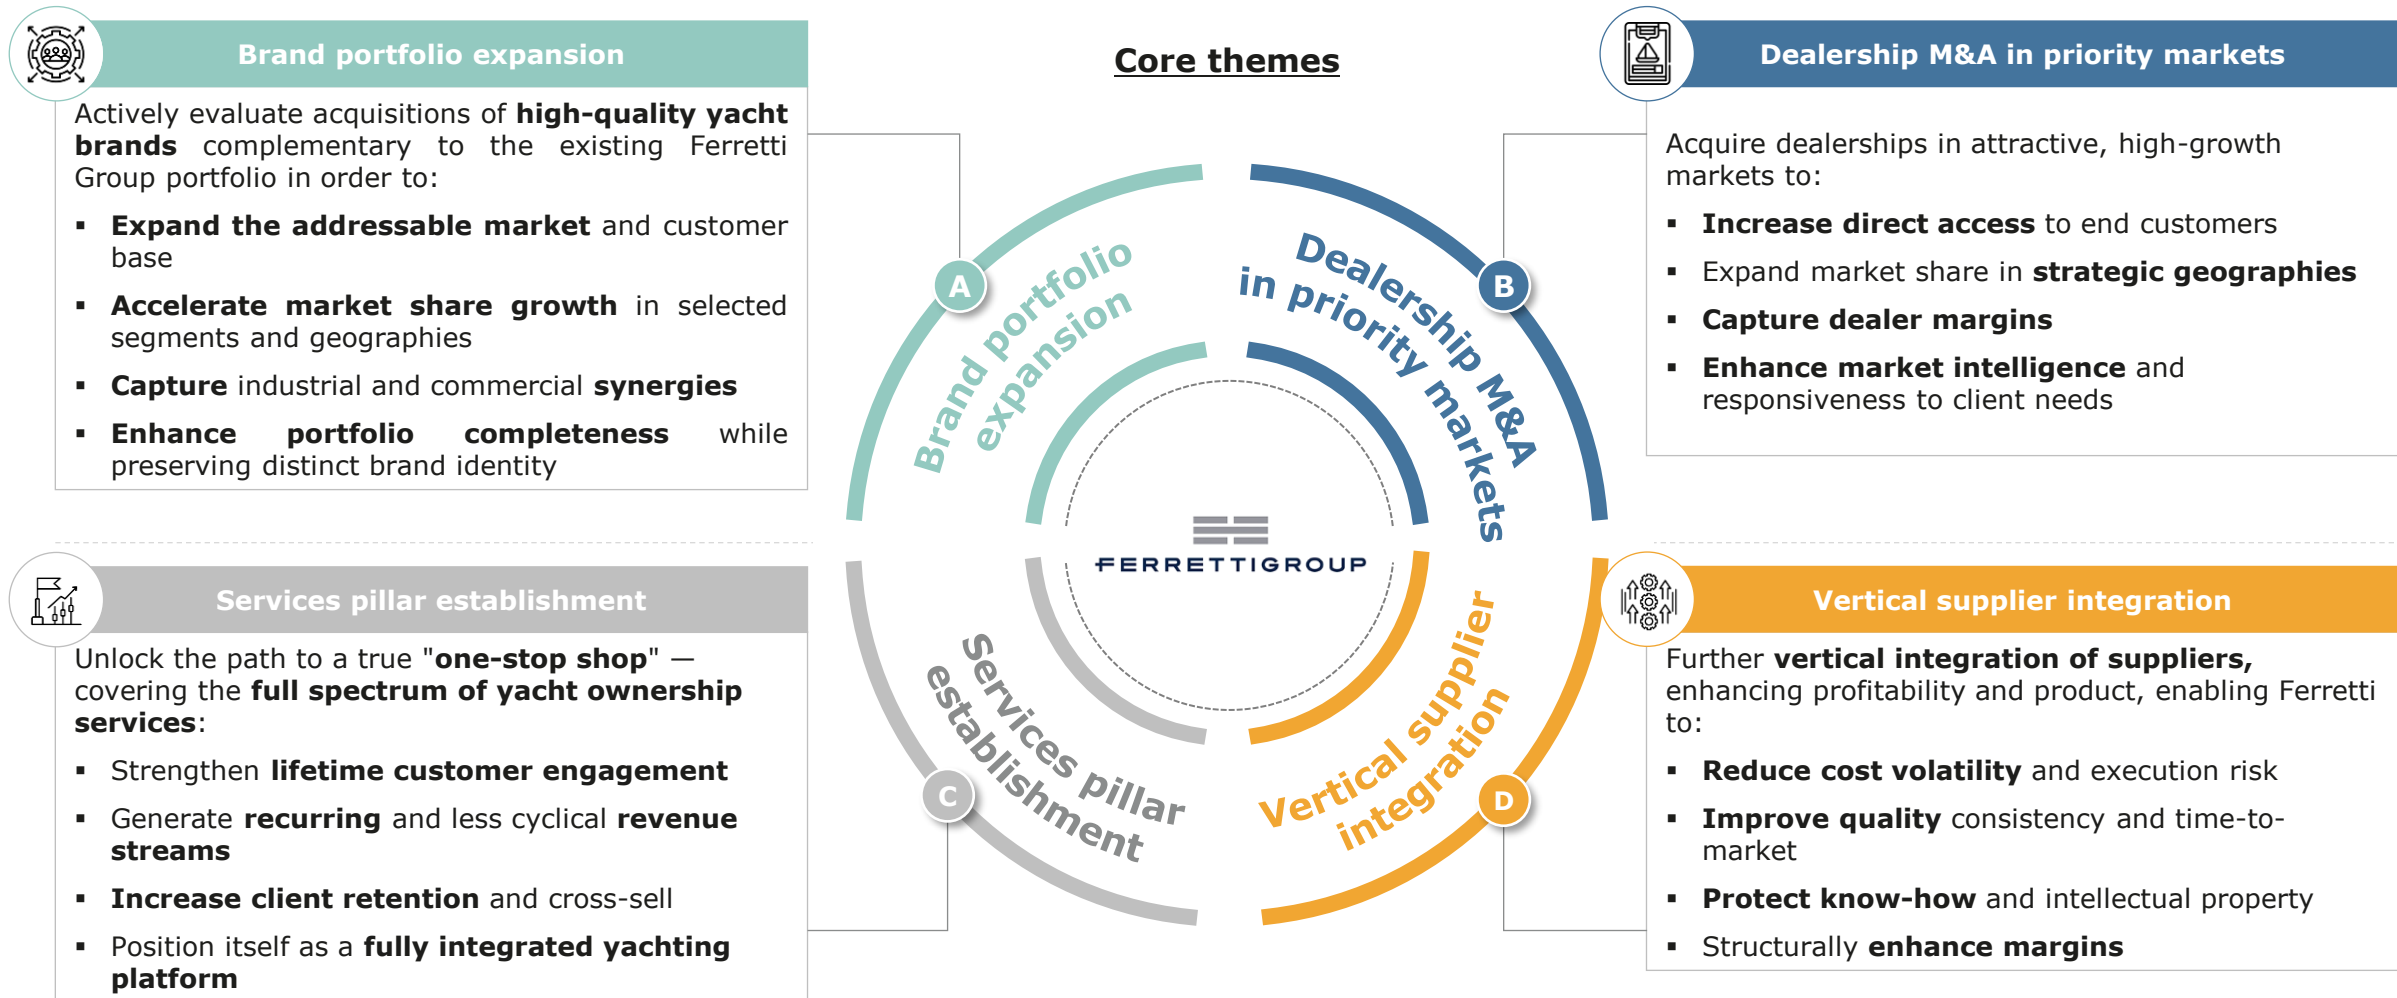 Brand portfolio expansion
Actively evaluate acquisitions of high-quality yacht
brands complementary to the existing Ferretti
Group portfolio in order to:
▪ Expand the addressable market and customer
base
▪ Accelerate market share growth in selected
segments and geographies
▪ Capture industrial and commercial synergies
▪ Enhance portfolio completeness while
preserving distinct brand identity
Core themes
Dealership M&A in priority markets
Acquire dealerships in attractive, high-growth
markets to:
▪ Increase direct access to end customers
▪ Expand market share in strategic geographies
▪ Capture dealer margins
▪ Enhance market intelligence and
responsiveness to client needs
A
Brand portfolio
expansion
B
Dealership M&A
in priority markets
FERRETTIGROUP
C
Services pillar
establishment
D
Vertical supplier
integration
Services pillar establishment
Unlock the path to a true "one-stop shop" —
covering the full spectrum of yacht ownership
services:
▪ Strengthen lifetime customer engagement
▪ Generate recurring and less cyclical revenue
streams
▪ Increase client retention and cross-sell
▪ Position itself as a fully integrated yachting
platform
Vertical supplier integration
Further vertical integration of suppliers,
enhancing profitability and product, enabling Ferretti
to:
▪ Reduce cost volatility and execution risk
▪ Improve quality consistency and time-to-
market
▪ Protect know-how and intellectual property
▪ Structurally enhance margins